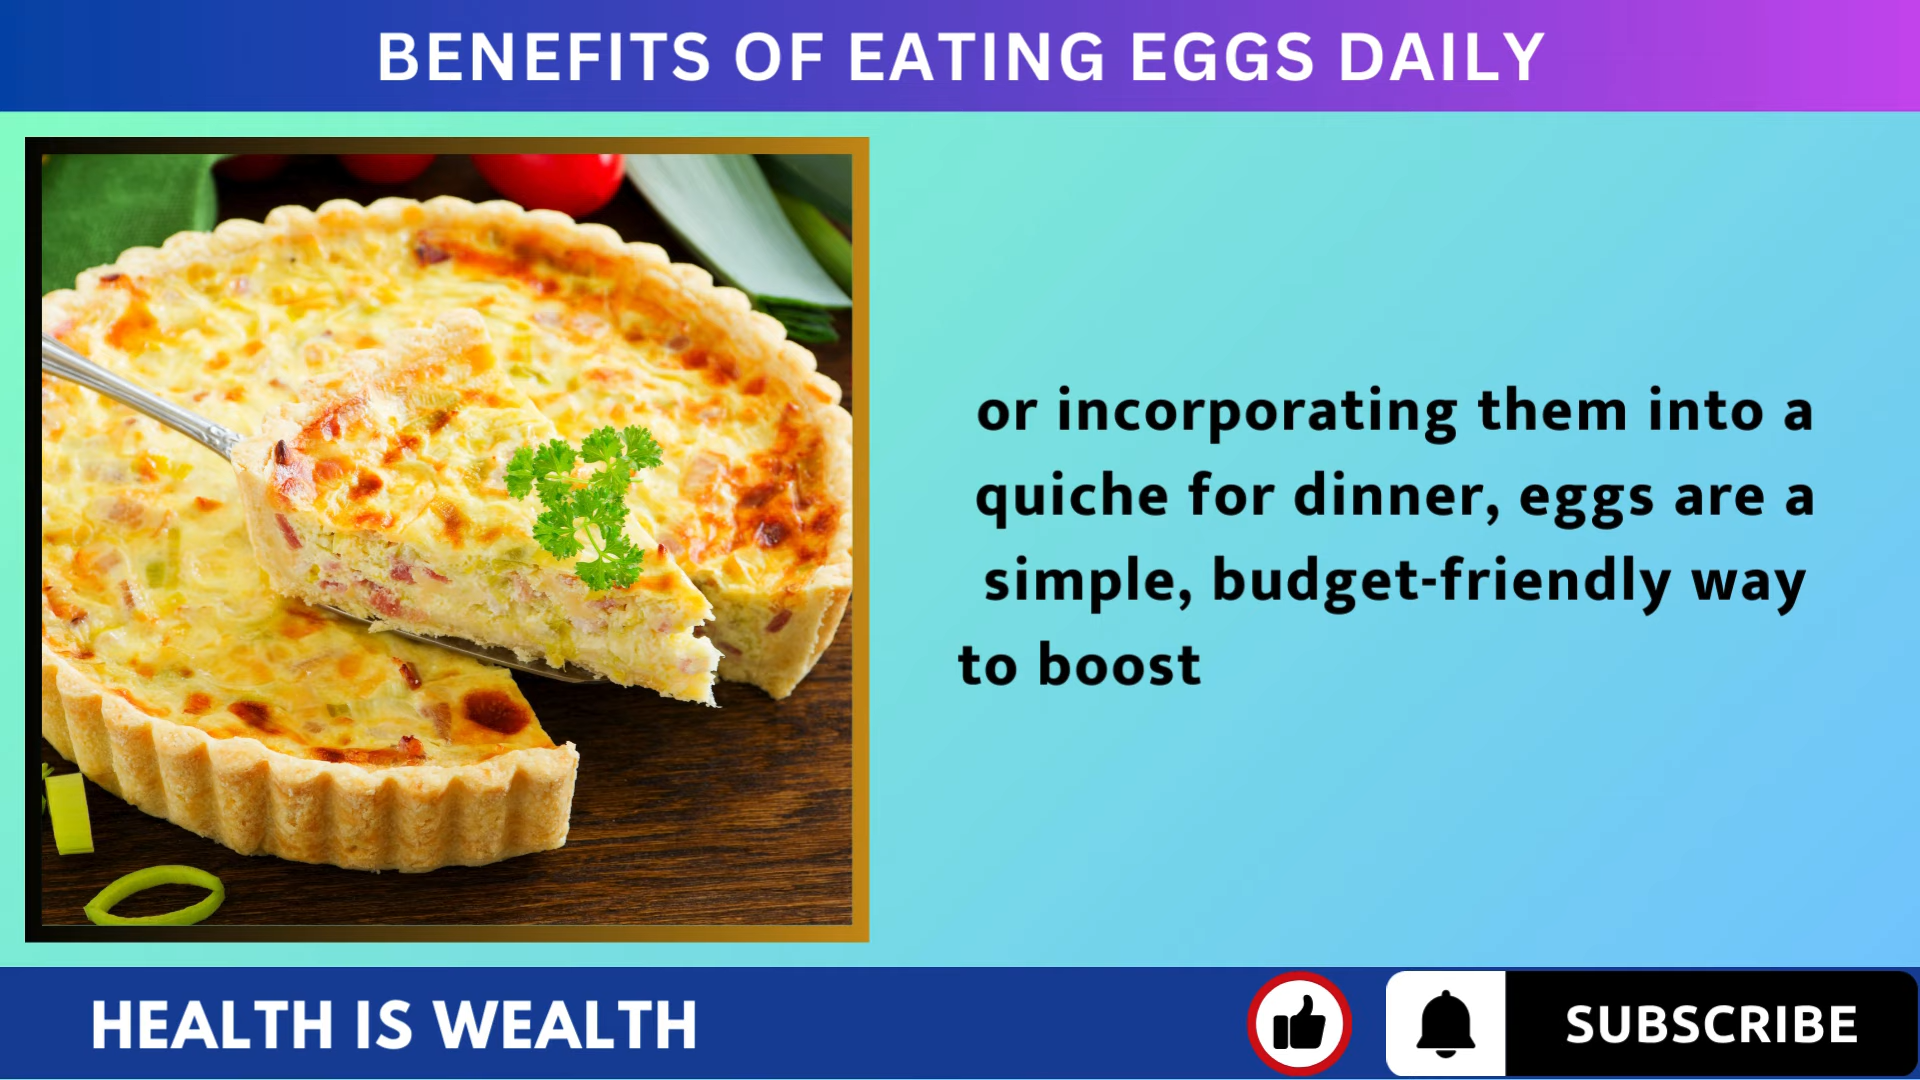 BENEFITS OF EATING EGGS DAILY
or incorporating them into a
quiche for dinner, eggs are a
simple, budget-friendly way
to boost
HEALTH IS WEALTH
SUBSCRIBE